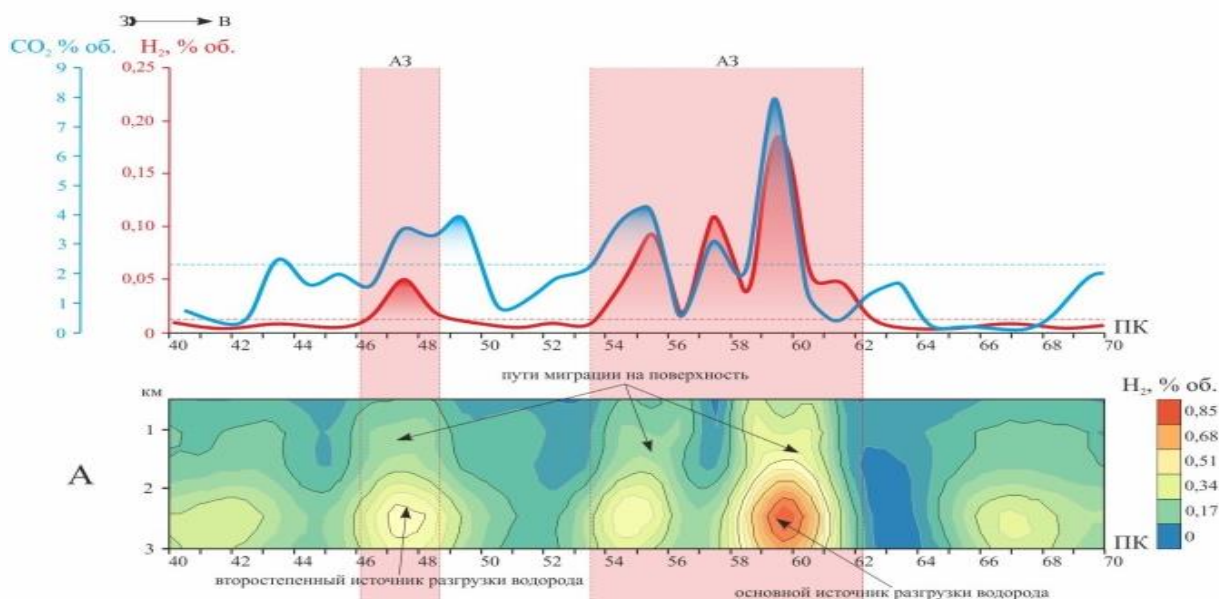 З В
CO₂ % об. H₂, % об.
АЗ АЗ
9 0,25
8
7 0,20
6
5 0,15
4 0,10
3
2 0,05
1
0 0
ПК
40 42 44 46 48 50 52 54 56 58 60 62 64 66 68 70
пути миграции на поверхность
км
H₂, % об.
1
2
3
А
0,85
0,68
0,51
0,34
0,17
0
ПК
40 42 44 46 48 50 52 54 56 58 60 62 64 66 68 70
второстепенный источник разгрузки водорода
основной источник разгрузки водорода